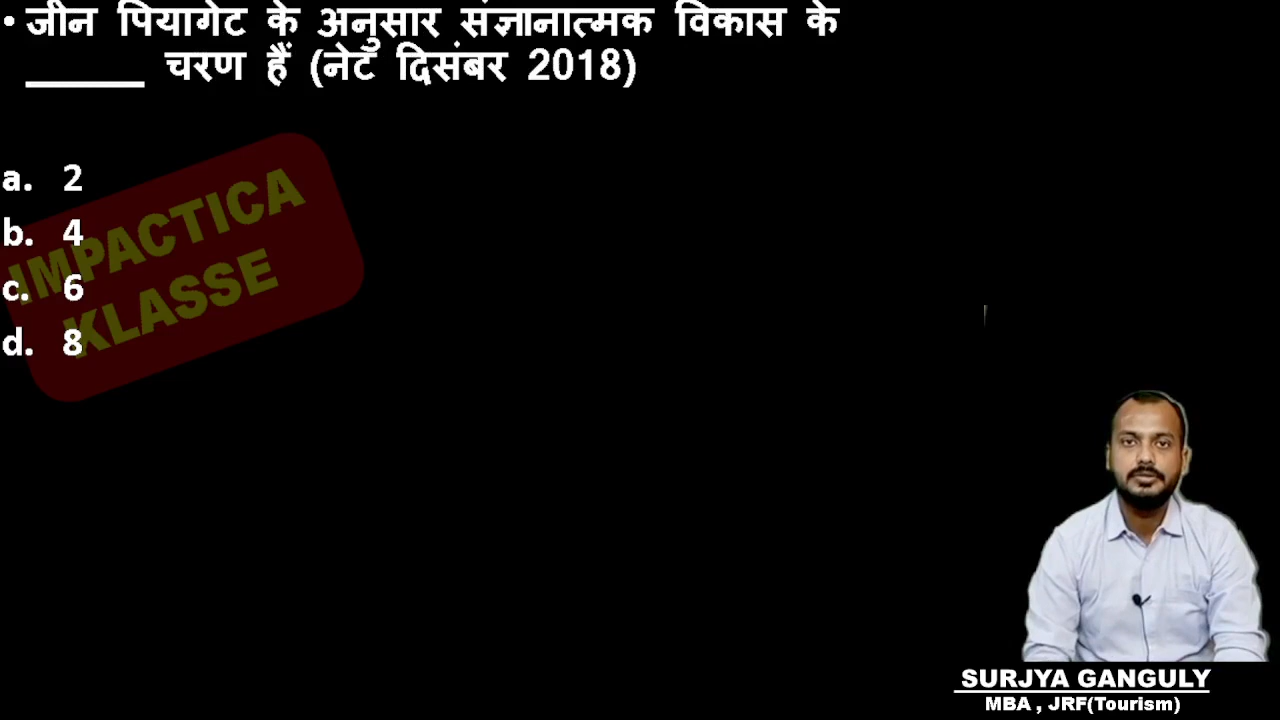 • जीन पियागेट के अनुसार संज्ञानात्मक विकास के
______ चरण हैं (नेट दिसंबर 2018)
a. 2
b. 4
c. 6
d. 8
IMPACTICA
KLASSE
SURJYA GANGULY
MBA , JRF(Tourism)